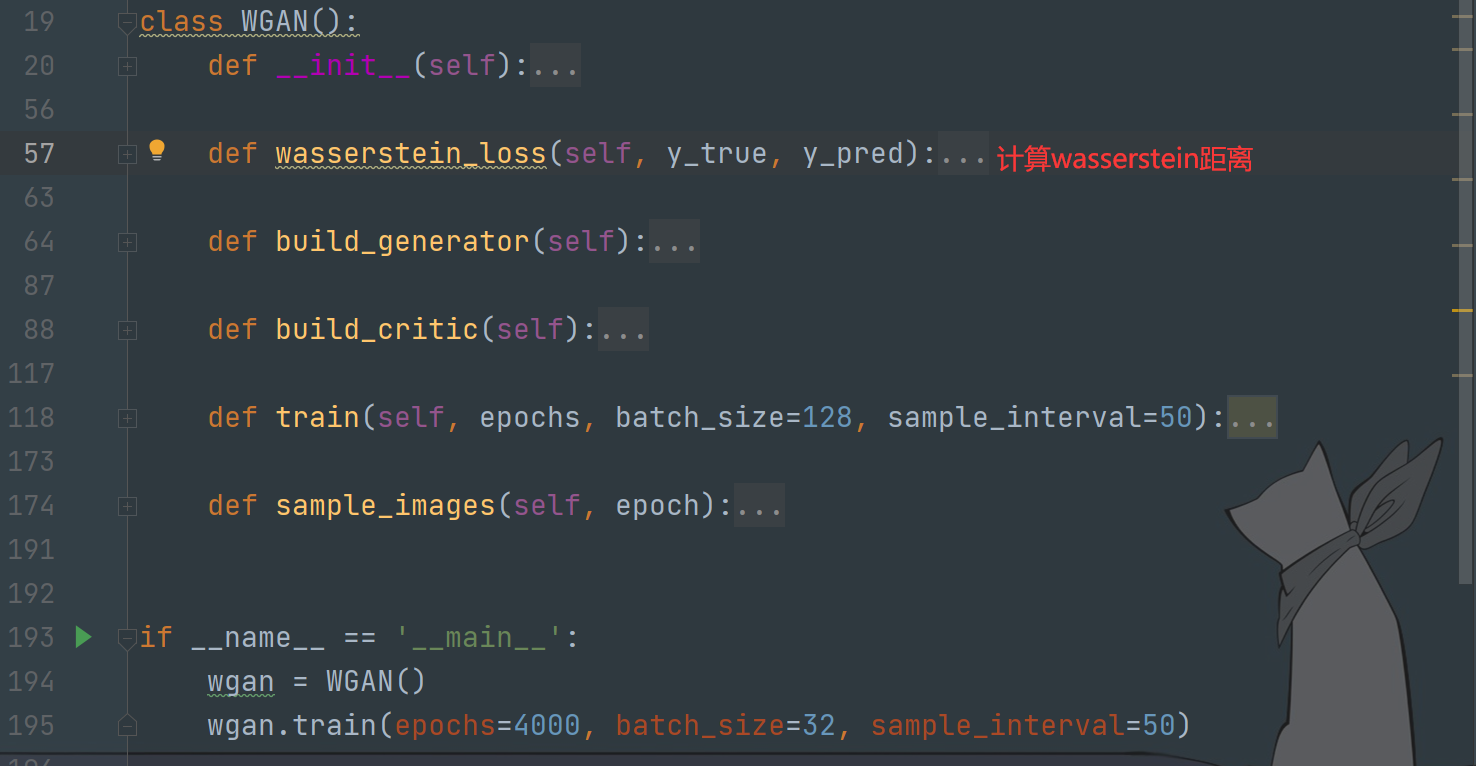 19 class WGAN():
20 def __init__(self):...
56
57 def wasserstein_loss(self, y_true, y_pred):... 计算wasserstein距离
63
64 def build_generator(self):...
87
88 def build_critic(self):...
117
118 def train(self, epochs, batch_size=128, sample_interval=50):...
173
174 def sample_images(self, epoch):...
191
192
193 if __name__ == '__main__':
194 wgan = WGAN()
195 wgan.train(epochs=4000, batch_size=32, sample_interval=50)